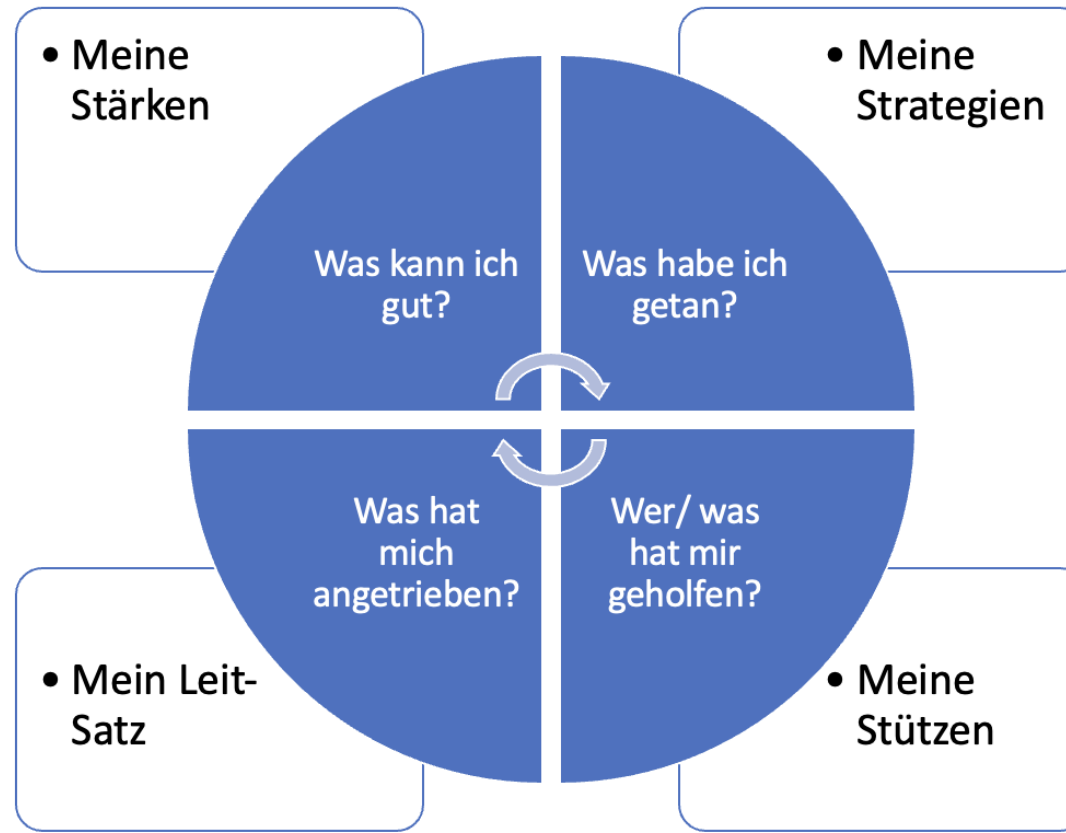 • Meine
Stärken
• Meine
Strategien
Was kann ich
gut?
Was habe ich
getan?
Was hat
mich
angetrieben?
Wer/ was
hat mir
geholfen?
• Mein Leit-
Satz
• Meine
Stützen